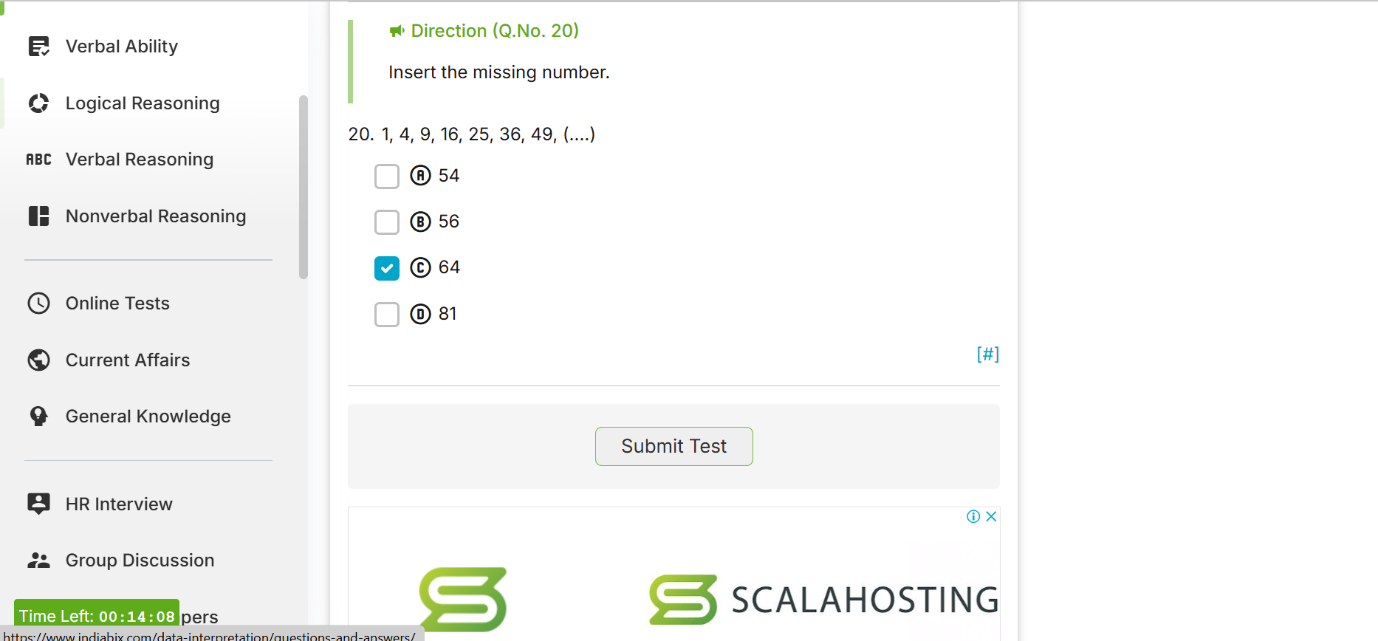 Verbal Ability
Logical Reasoning
ABC Verbal Reasoning
Nonverbal Reasoning
Online Tests
Current Affairs
General Knowledge
HR Interview
Group Discussion
Time Left: 00:14:08 pers
https://www.indiabix.com/data-interpretation/questions-and-answers/
Direction (Q.No. 20)
Insert the missing number.
20. 1, 4, 9, 16, 25, 36, 49, (....)
A 54
B 56
C 64
D 81
[#]
Submit Test
SCALAHOSTING